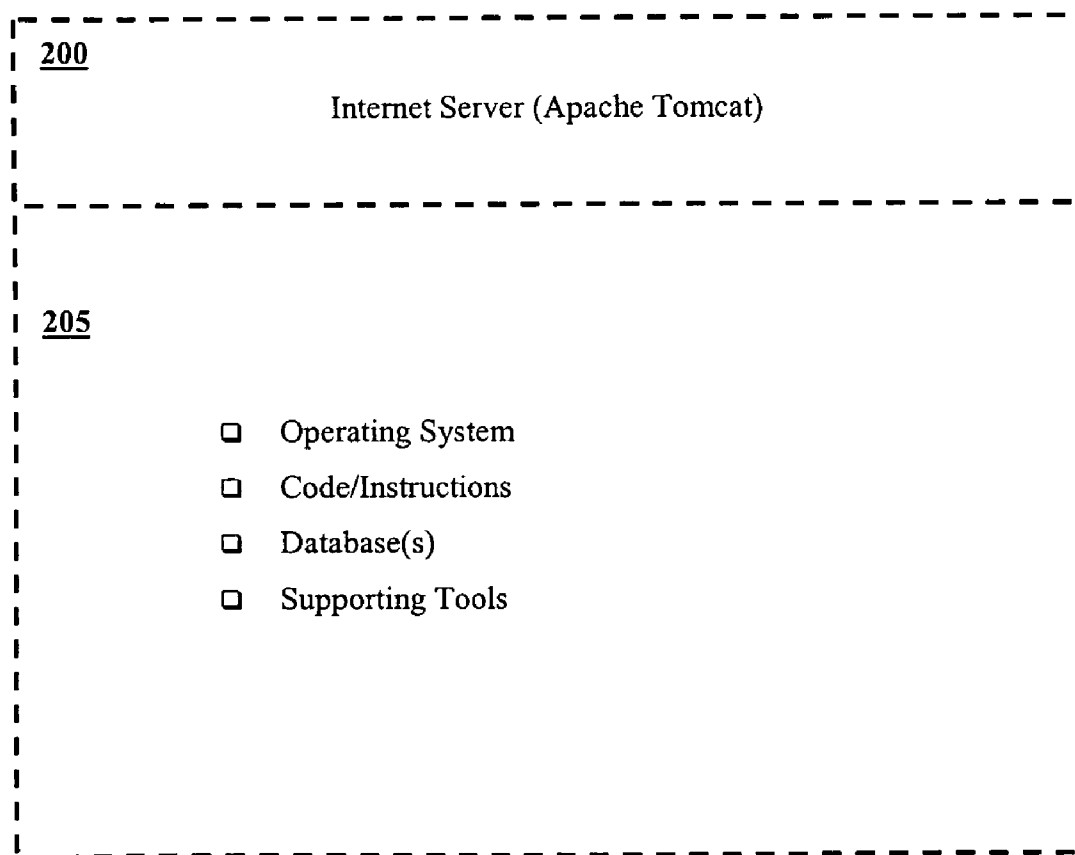 200
Internet Server (Apache Tomcat)
205
❑ Operating System
❑ Code/Instructions
❑ Database(s)
❑ Supporting Tools